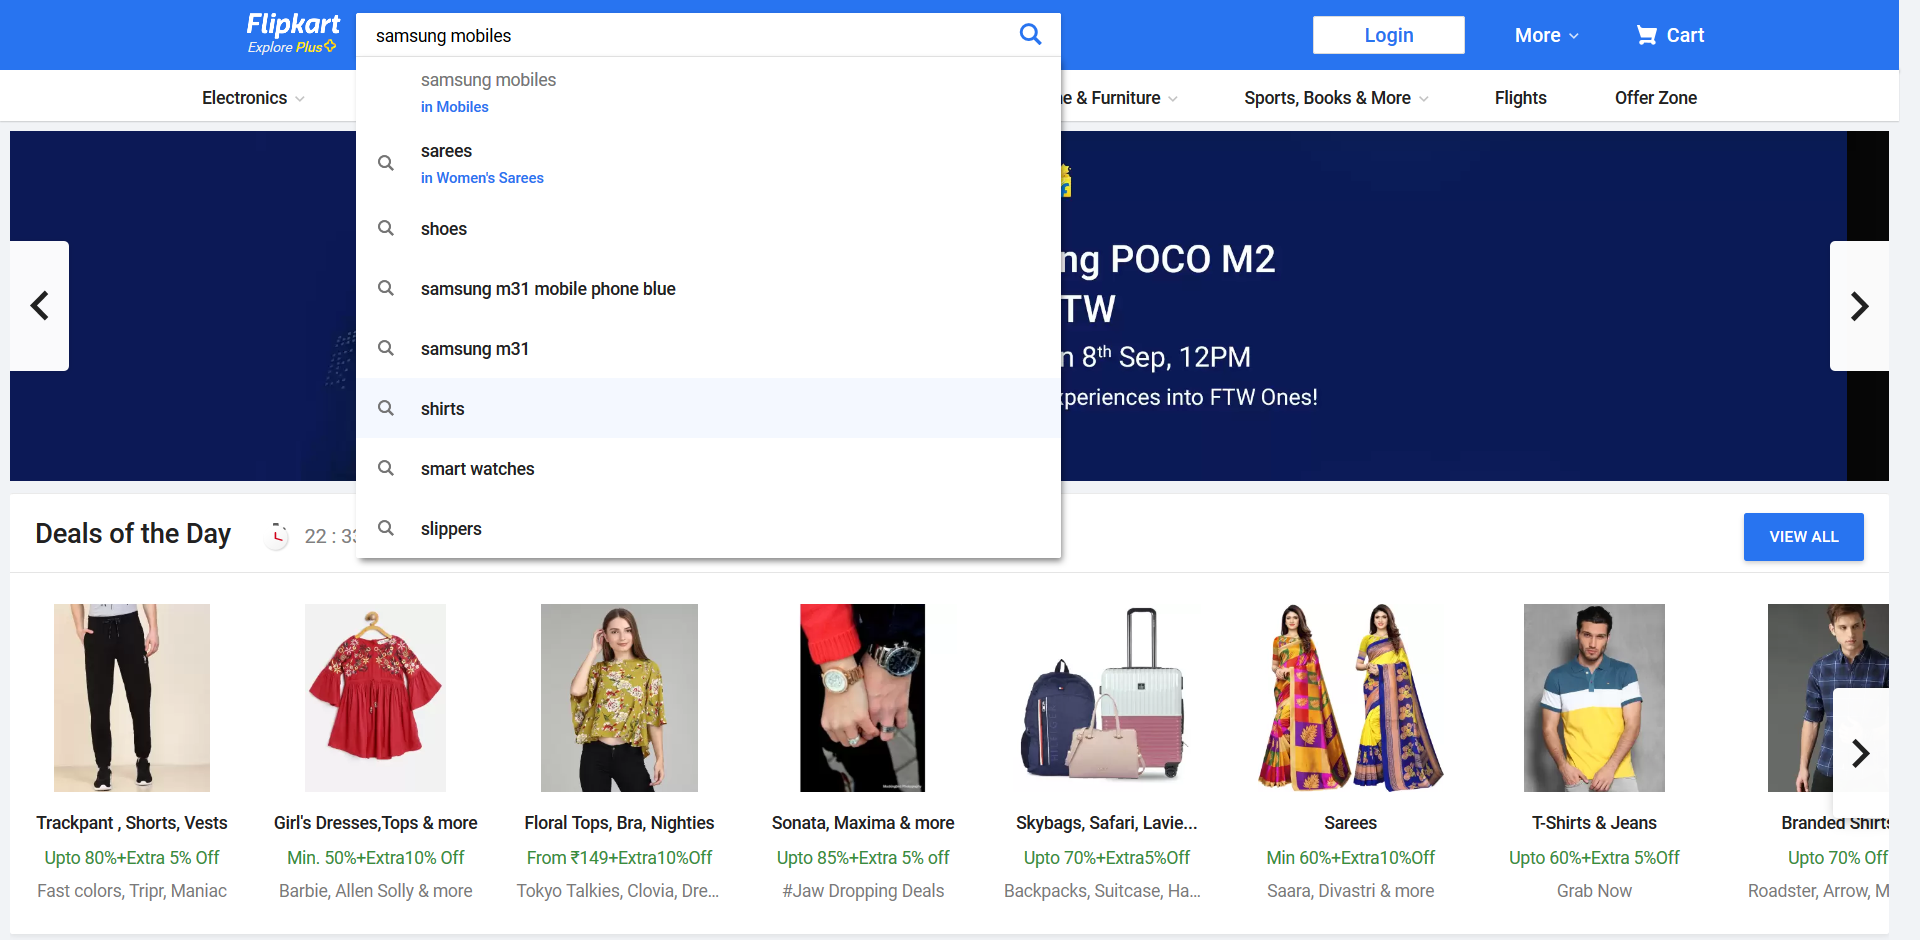 Flipkart
Explore Plus
samsung mobiles
Login
More
Cart
samsung mobiles
in Mobiles
sarees
in Women's Sarees
shoes
samsung m31 mobile phone blue
samsung m31
shirts
smart watches
slippers
Electronics
e & Furniture
Sports, Books & More
Flights
Offer Zone
ng POCO M2
TW
n 8th Sep, 12PM
periences into FTW Ones!
Deals of the Day
22 : 33
VIEW ALL
Trackpant , Shorts, Vests
Upto 80%+Extra 5% Off
Fast colors, Tripr, Maniac
Girl's Dresses,Tops & more
Min. 50%+Extra10% Off
Barbie, Allen Solly & more
Floral Tops, Bra, Nighties
From ₹149+Extra10%Off
Tokyo Talkies, Clovia, Dre...
Sonata, Maxima & more
Upto 85%+Extra 5% off
#Jaw Dropping Deals
Skybags, Safari, Lavie...
Upto 70%+Extra5%Off
Backpacks, Suitcase, Ha...
Sarees
Min 60%+Extra10%Off
Saara, Divastri & more
T-Shirts & Jeans
Upto 60%+Extra 5%Off
Grab Now
Branded Shirts
Upto 70% Off
Roadster, Arrow, M